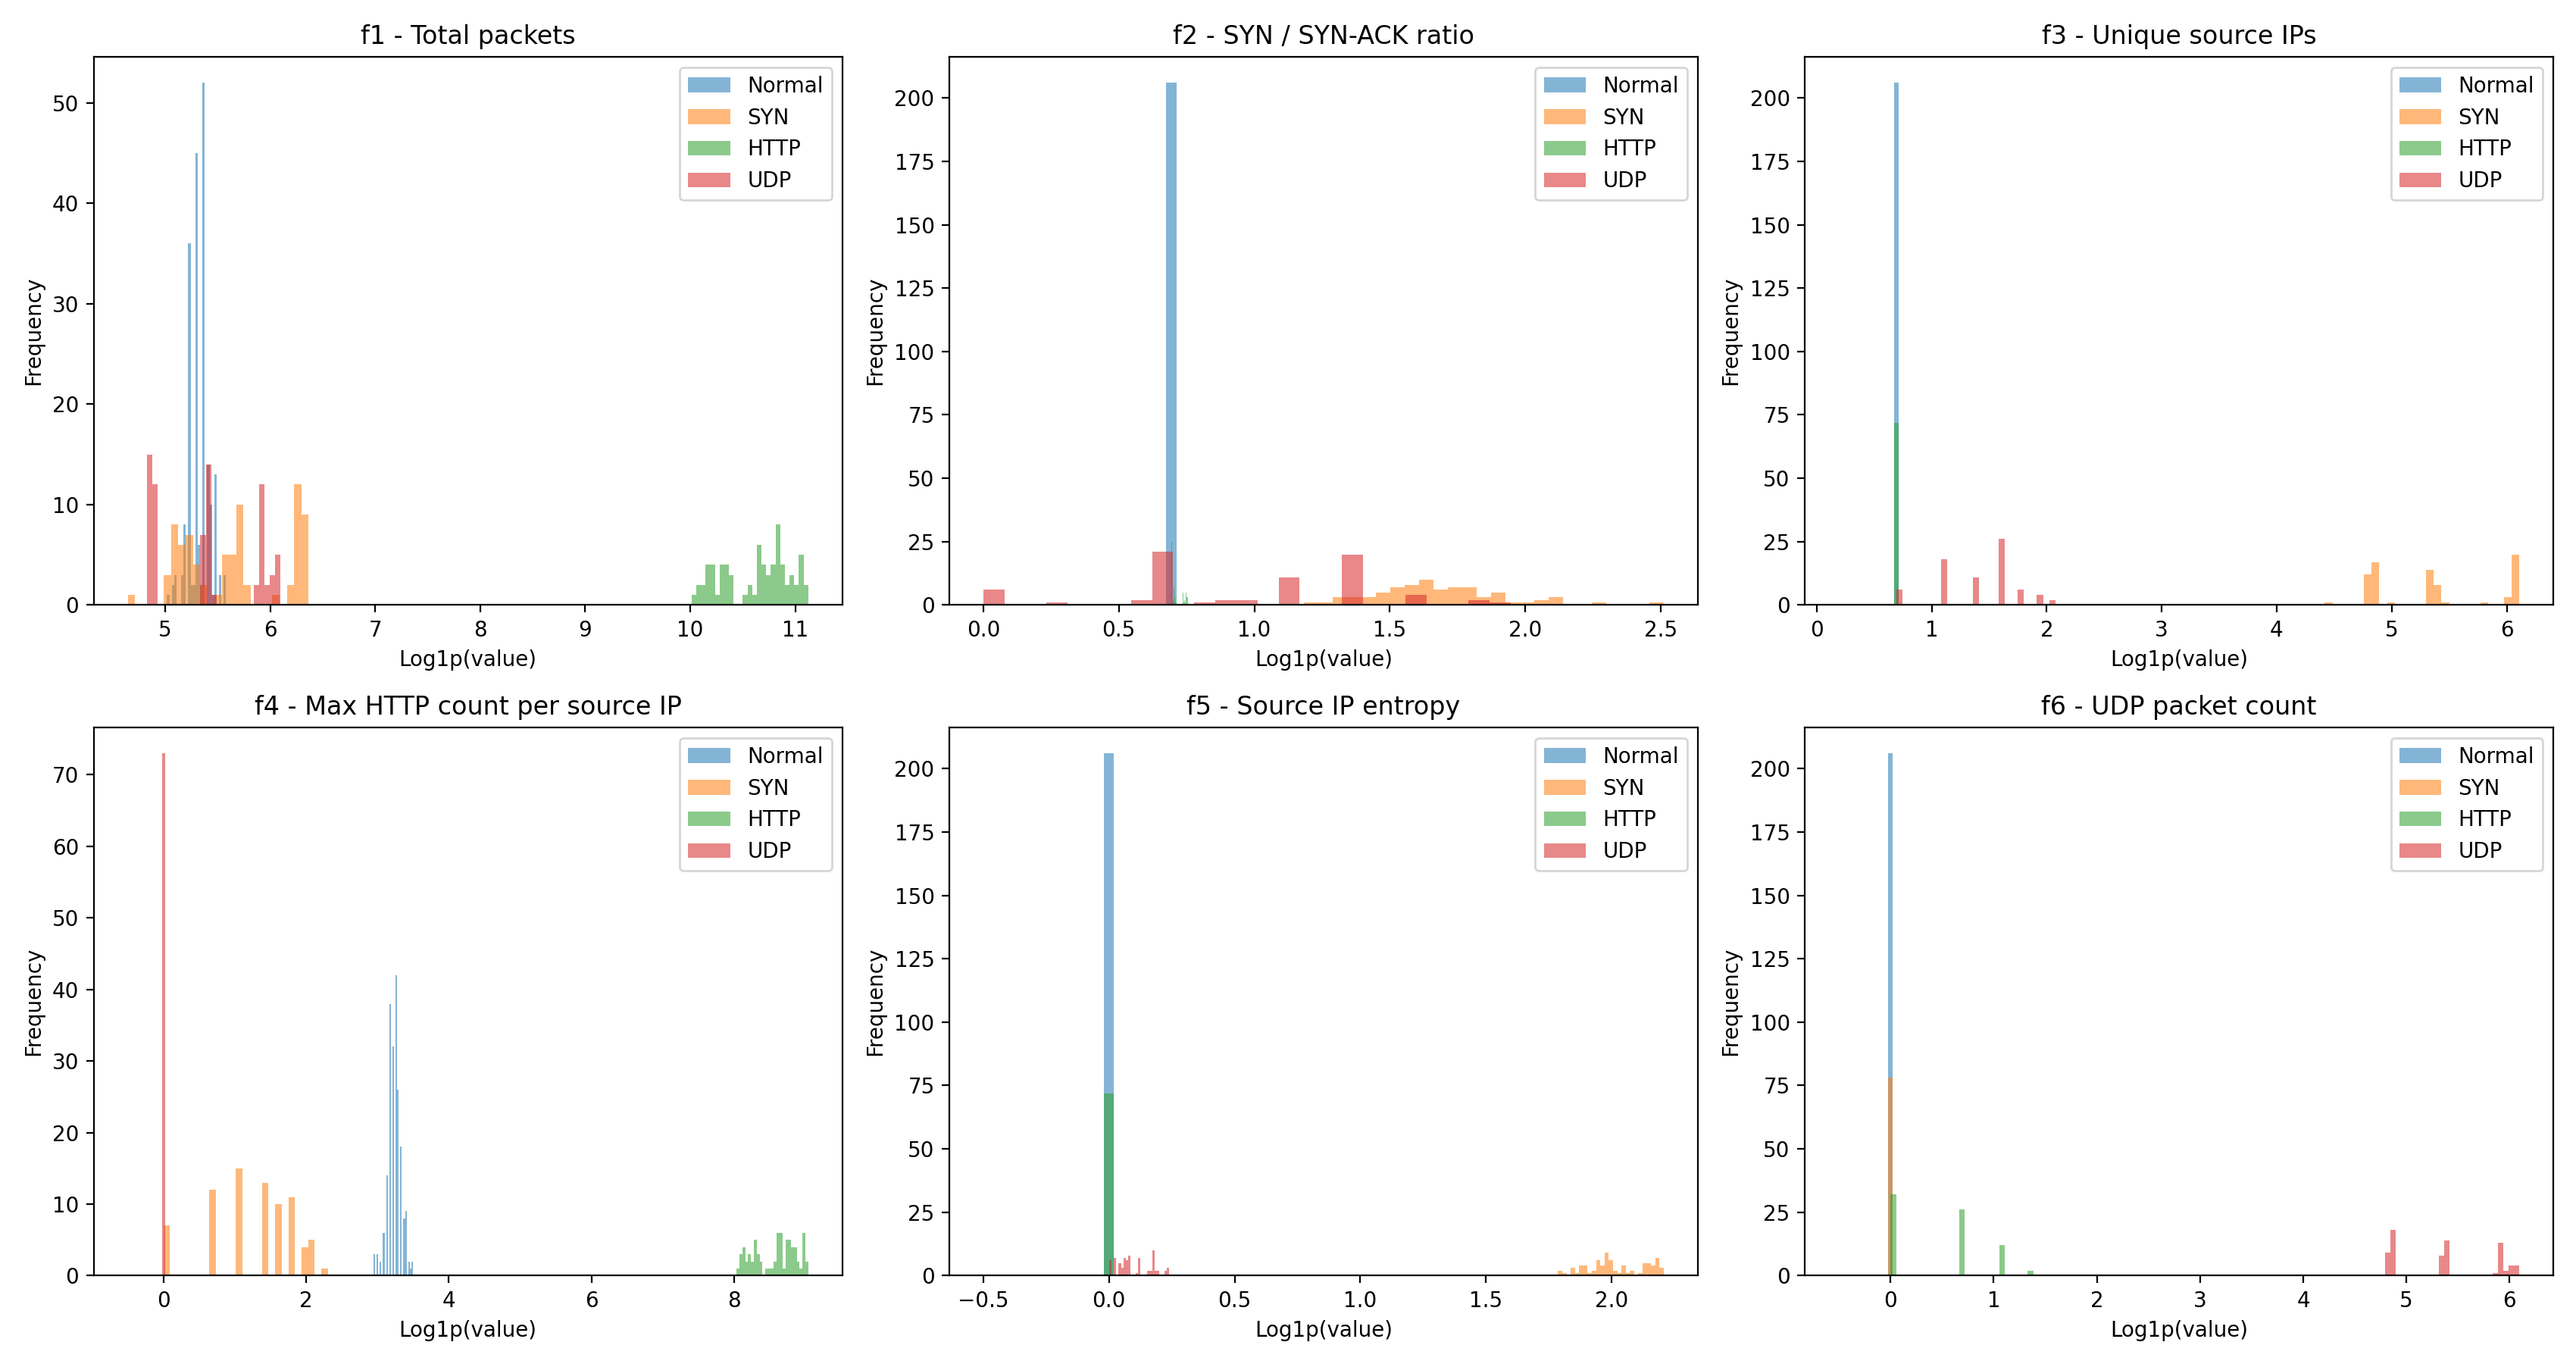 f1 - Total packets
Frequency
50
40
30
20
10
0
5 6 7 8 9 10 11
Log1p(value)
Normal
SYN
HTTP
UDP
f2 - SYN / SYN-ACK ratio
Frequency
200
175
150
125
100
75
50
25
0
0.0 0.5 1.0 1.5 2.0 2.5
Log1p(value)
Normal
SYN
HTTP
UDP
f3 - Unique source IPs
Frequency
200
175
150
125
100
75
50
25
0
0 1 2 3 4 5 6
Log1p(value)
Normal
SYN
HTTP
UDP
f4 - Max HTTP count per source IP
Frequency
70
60
50
40
30
20
10
0
0 2 4 6 8
Log1p(value)
Normal
SYN
HTTP
UDP
f5 - Source IP entropy
Frequency
200
175
150
125
100
75
50
25
0
−0.5 0.0 0.5 1.0 1.5 2.0
Log1p(value)
Normal
SYN
HTTP
UDP
f6 - UDP packet count
Frequency
200
175
150
125
100
75
50
25
0
0 1 2 3 4 5 6
Log1p(value)
Normal
SYN
HTTP
UDP